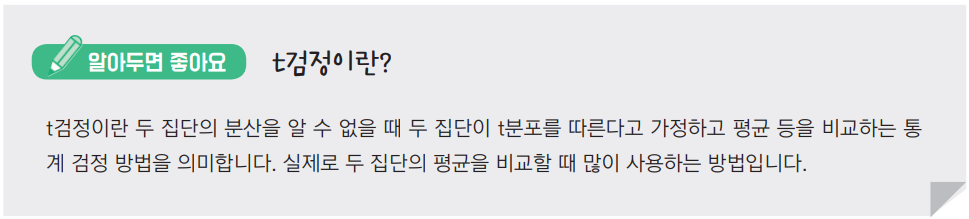 알아두면 좋아요 t검정이란?
t검정이란 두 집단의 분산을 알 수 없을 때 두 집단이 t분포를 따른다고 가정하고 평균 등을 비교하는 통
계 검정 방법을 의미합니다. 실제로 두 집단의 평균을 비교할 때 많이 사용하는 방법입니다.